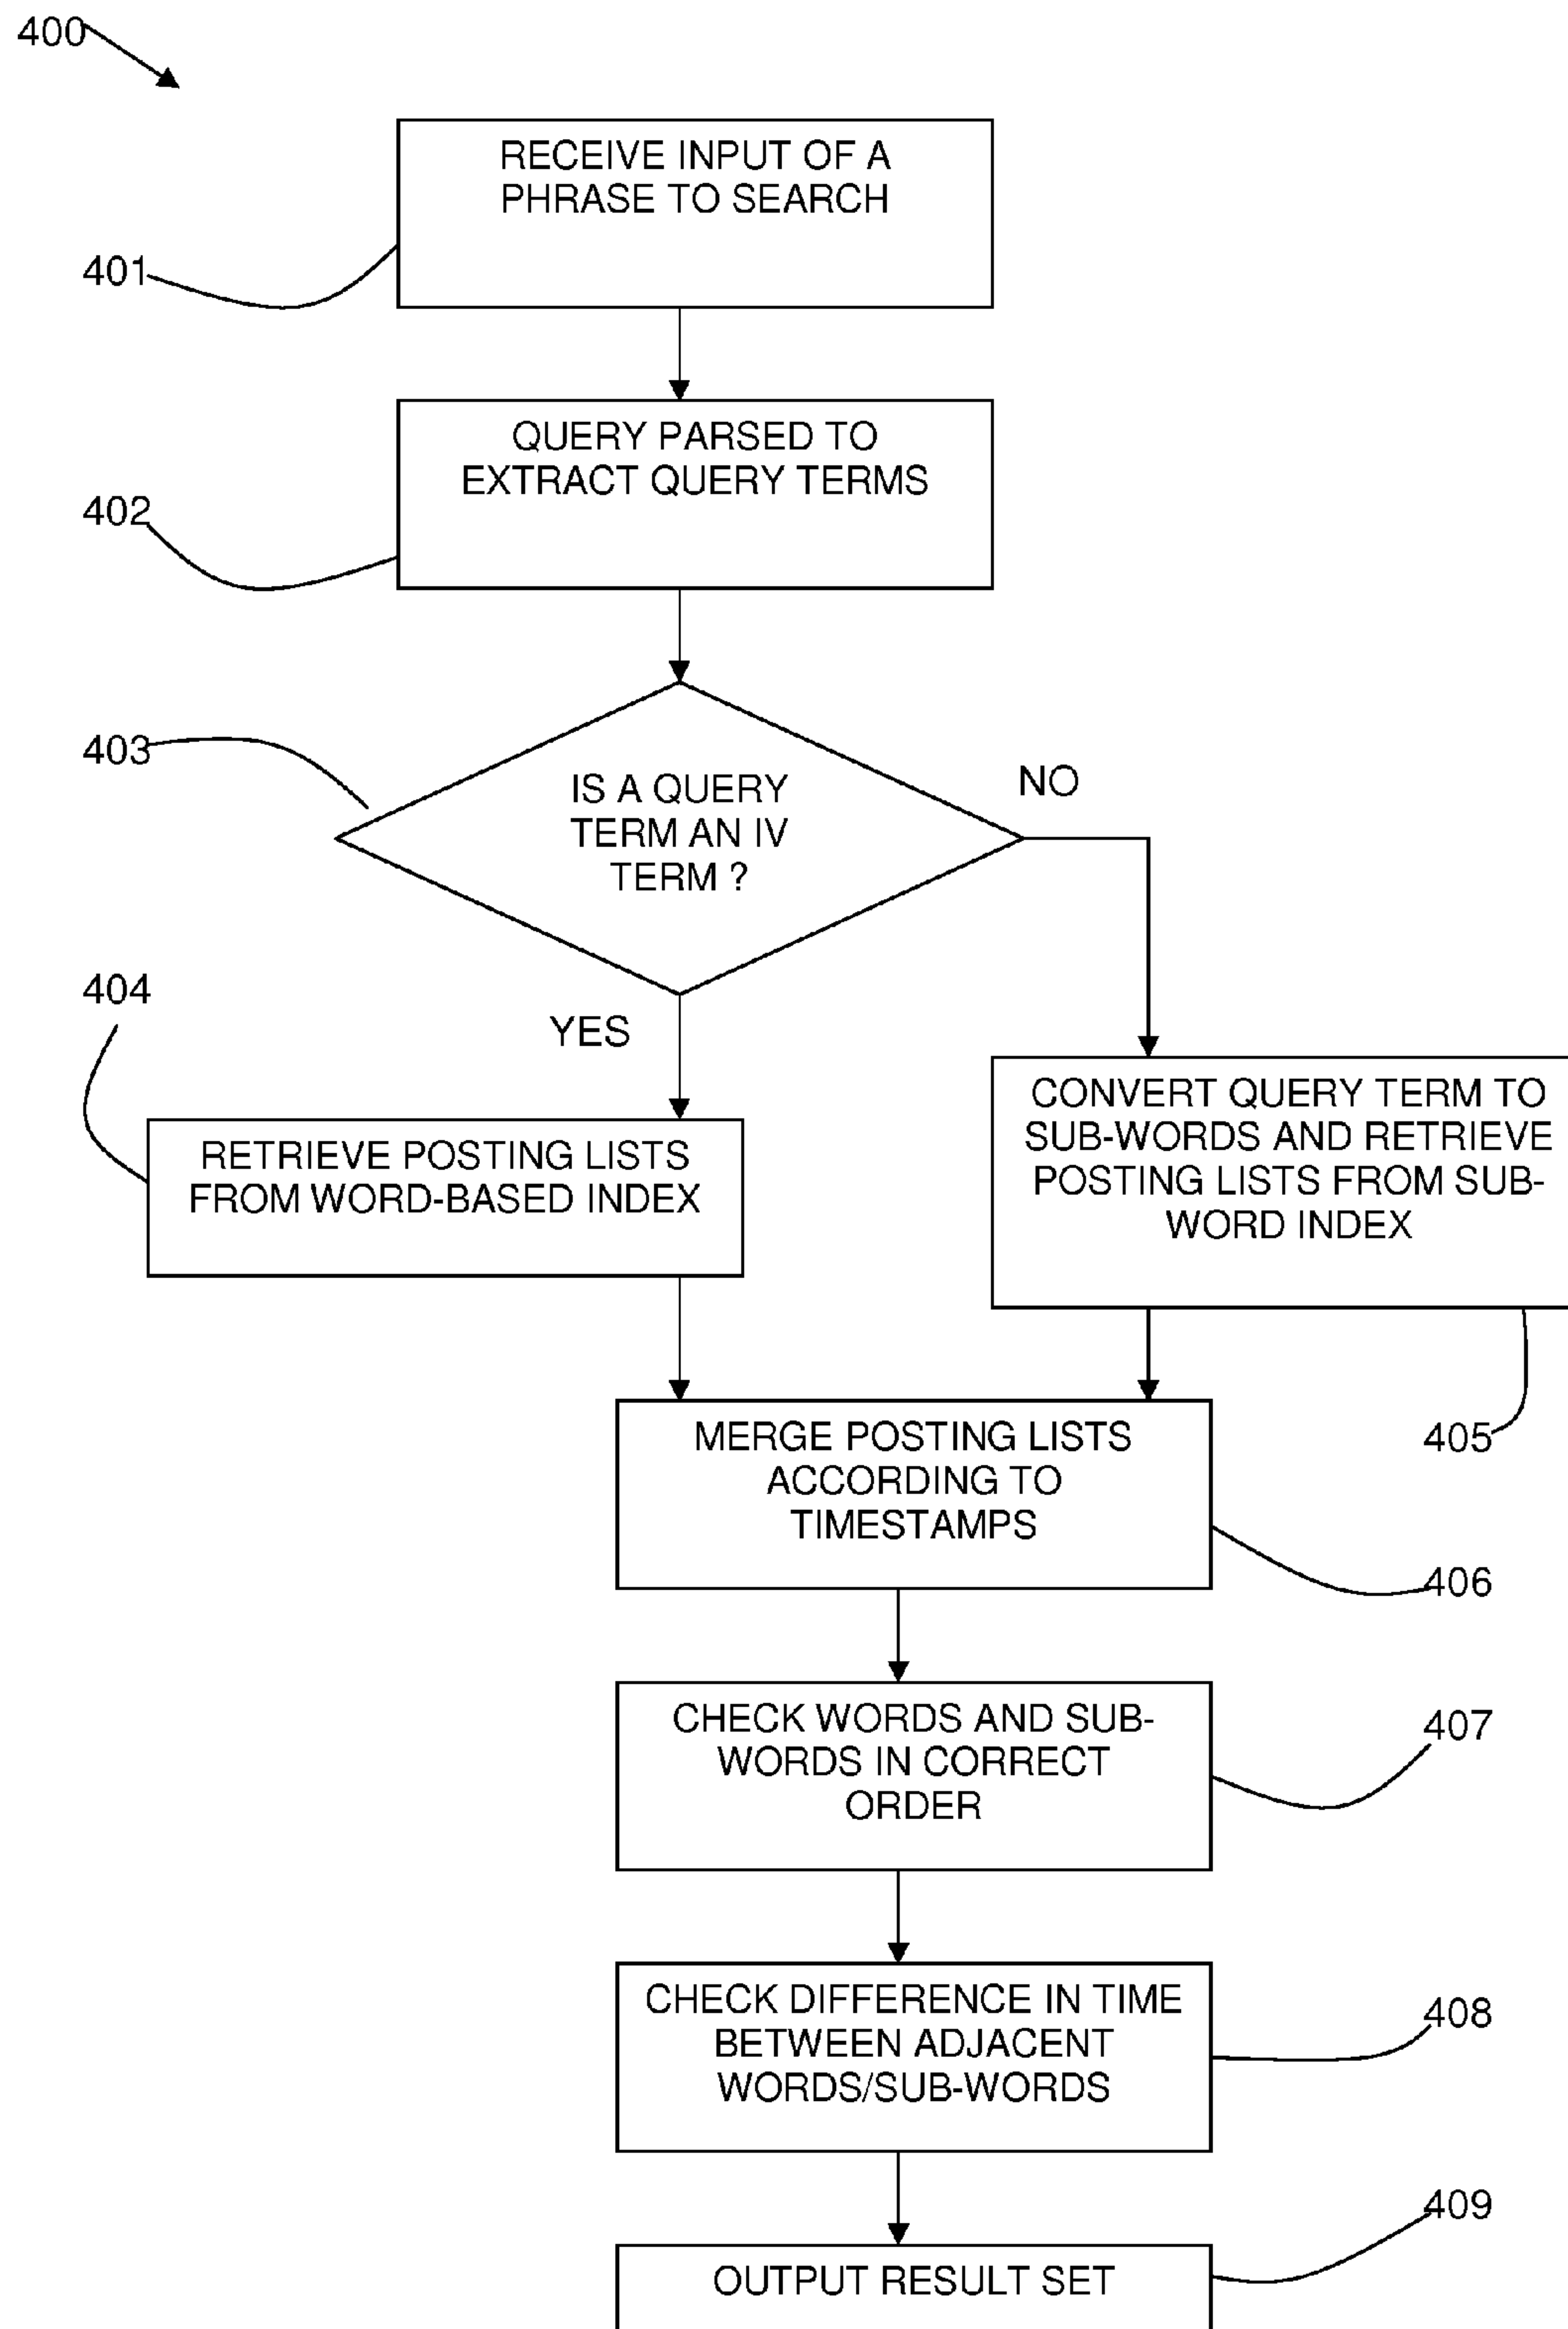 400
RECEIVE INPUT OF A
PHRASE TO SEARCH
401
QUERY PARSED TO
EXTRACT QUERY TERMS
402
403
IS A QUERY
TERM AN IV
TERM ?
NO
404
YES
RETRIEVE POSTING LISTS
FROM WORD-BASED INDEX
CONVERT QUERY TERM TO
SUB-WORDS AND RETRIEVE
POSTING LISTS FROM SUB-
WORD INDEX
405
MERGE POSTING LISTS
ACCORDING TO
TIMESTAMPS
406
CHECK WORDS AND SUB-
WORDS IN CORRECT
ORDER
407
CHECK DIFFERENCE IN TIME
BETWEEN ADJACENT
WORDS/SUB-WORDS
408
409
OUTPUT RESULT SET